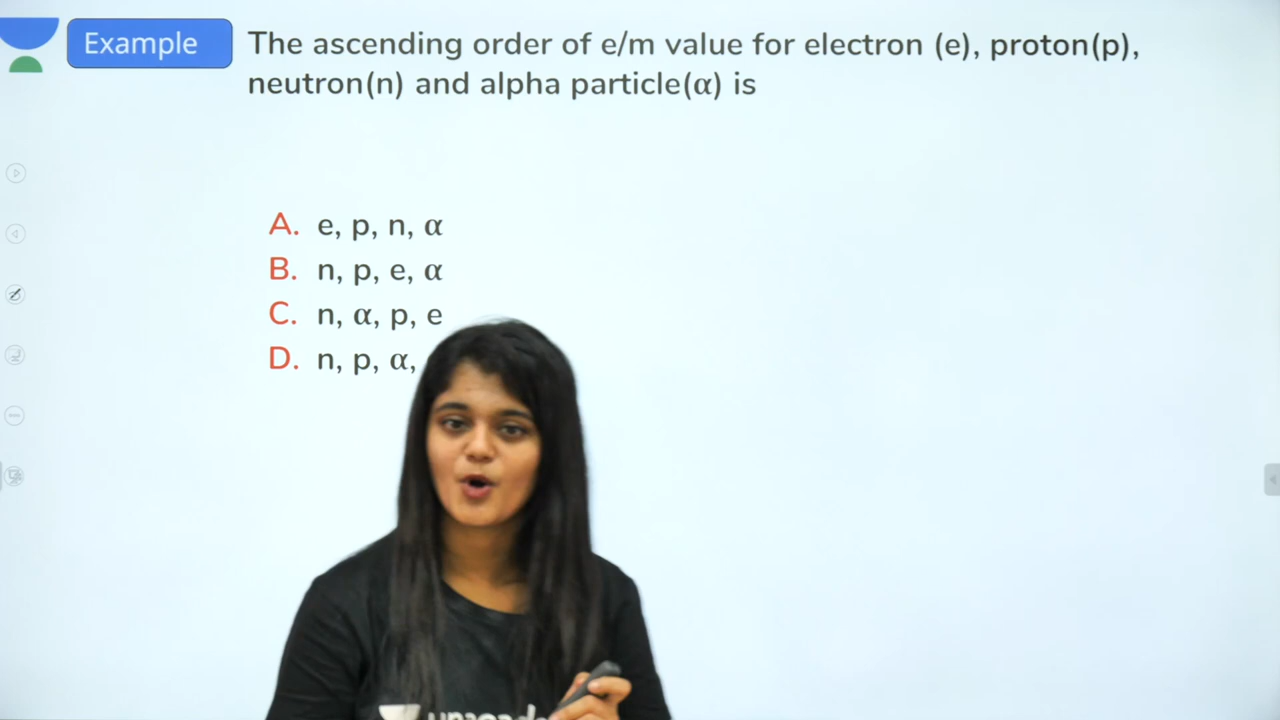 Example
The ascending order of e/m value for electron (e), proton(p),
neutron(n) and alpha particle(α) is
A. e, p, n, α
B. n, p, e, α
C. n, α, p, e
D. n, p, α,